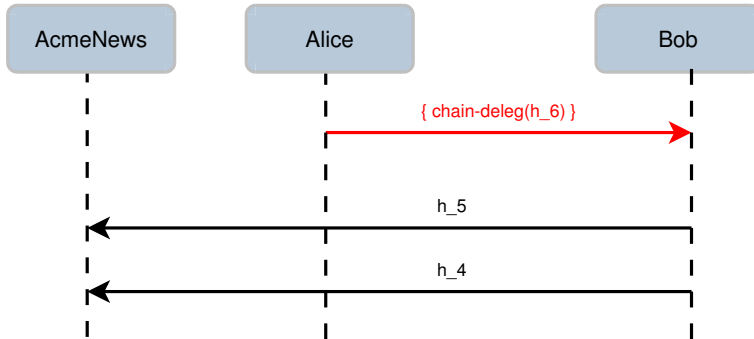 AcmeNews
Alice
Bob
{ chain-deleg(h_6) }
h_5
h_4